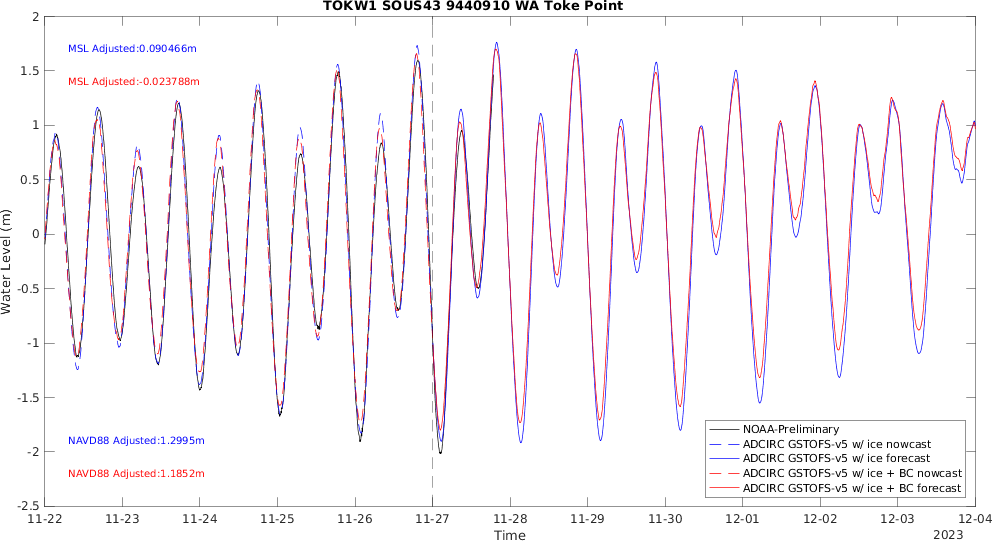 TOKW1 SOUS43 9440910 WA Toke Point
2
1.5
1
0.5
0
-0.5
-1
-1.5
-2
-2.5
Water Level (m)
MSL Adjusted:0.090466m
MSL Adjusted:-0.023788m
NAVD88 Adjusted:1.2995m
NAVD88 Adjusted:1.1852m
NOAA-Preliminary
ADCIRC GSTOFS-v5 w/ ice nowcast
ADCIRC GSTOFS-v5 w/ ice forecast
ADCIRC GSTOFS-v5 w/ ice + BC nowcast
ADCIRC GSTOFS-v5 w/ ice + BC forecast
11-22 11-23 11-24 11-25 11-26 11-27 11-28 11-29 11-30 12-01 12-02 12-03 12-04
Time
2023